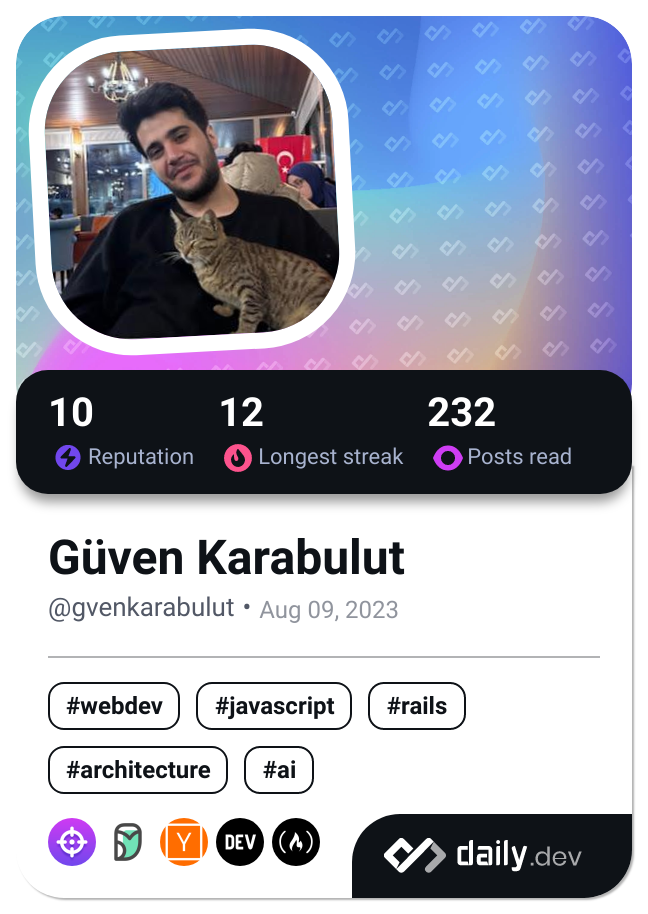 10 12 232
Reputation Longest streak Posts read
Güven Karabulut
@gvenkarabulut • Aug 09, 2023
#webdev #javascript #rails
#architecture #ai
Y DEV daily.dev